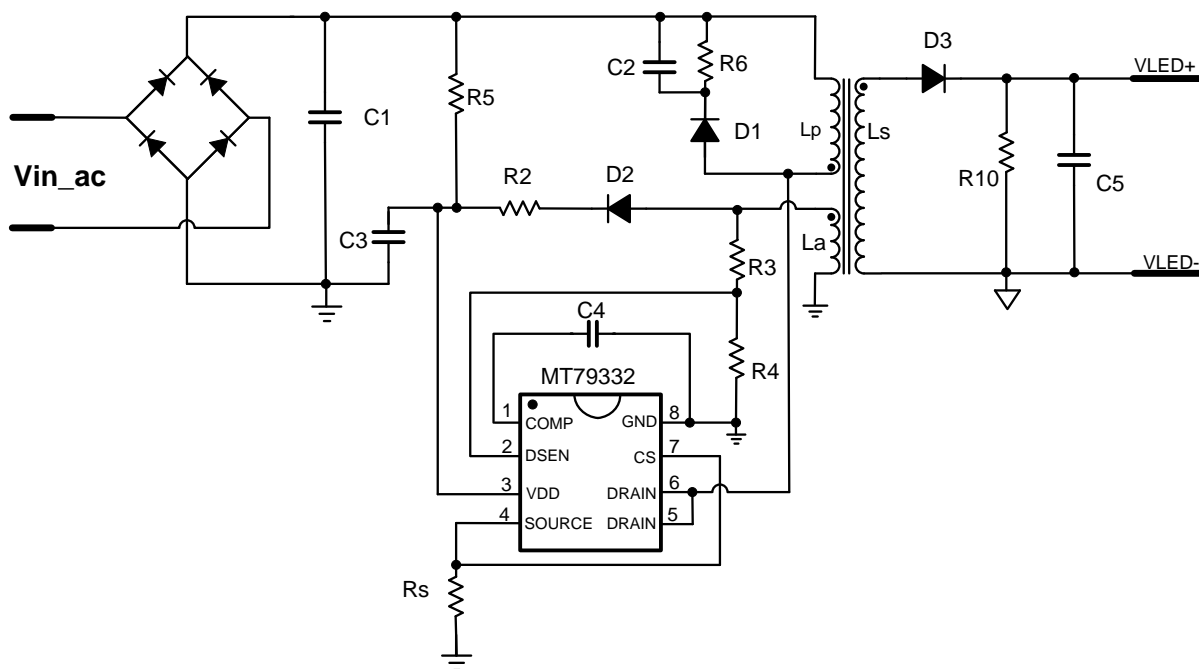 D3
VLED+
C2
R6
R5
C1
D1
Lp
Ls
Vin_ac
R2
D2
R10
C5
C3
La
R3
VLED-
C4
R4
MT79332
1
COMP
GND
8
2
DSEN
CS
7
3
VDD
DRAIN
6
4
SOURCE
DRAIN
5
Rs